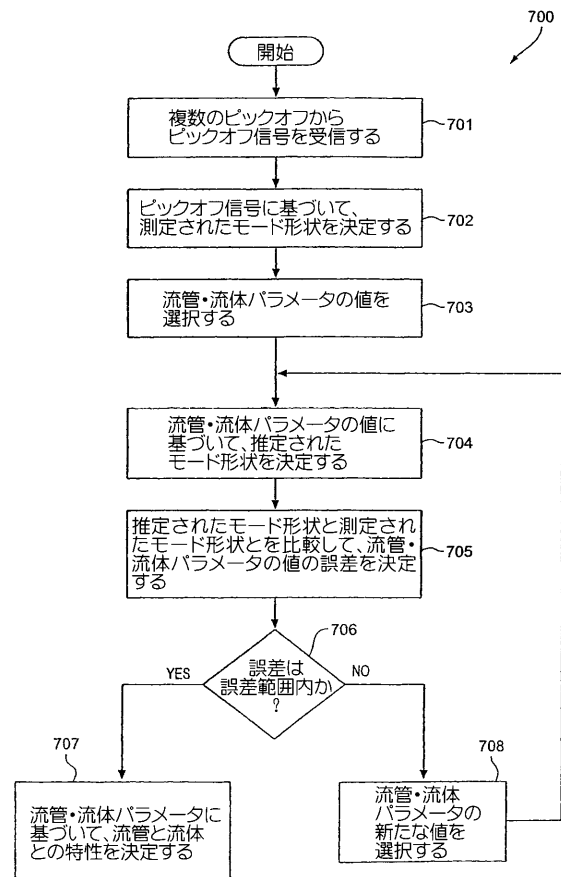 700
開始
複数のピックオフから
ピックオフ信号を受信する
701
ピックオフ信号に基づいて、
測定されたモード形状を決定する
702
流管・流体パラメータの値を
選択する
703
流管・流体パラメータの値に
基づいて、推定された
モード形状を決定する
704
推定されたモード形状と測定され
たモード形状とを比較して、流管・
流体パラメータの値の誤差を決定
する
705
706
誤差は
誤差範囲内か
?
YES
NO
707
流管・流体パラメータに
基づいて、流管と流体
との特性を決定する
708
流管・流体
パラメータの
新たな値を
選択する